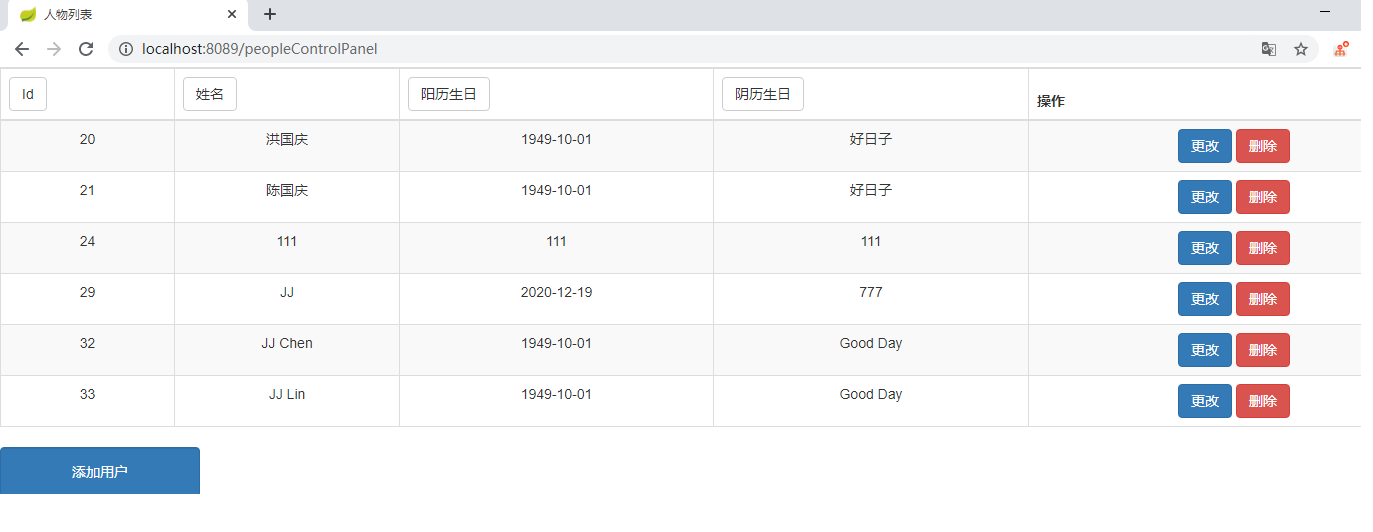 人物列表
localhost:8089/peopleControlPanel
Id 姓名 阳历生日 阴历生日 操作
20 洪国庆 1949-10-01 好日子 更改 删除
21 陈国庆 1949-10-01 好日子 更改 删除
24 111 111 111 更改 删除
29 JJ 2020-12-19 777 更改 删除
32 JJ Chen 1949-10-01 Good Day 更改 删除
33 JJ Lin 1949-10-01 Good Day 更改 删除
添加用户